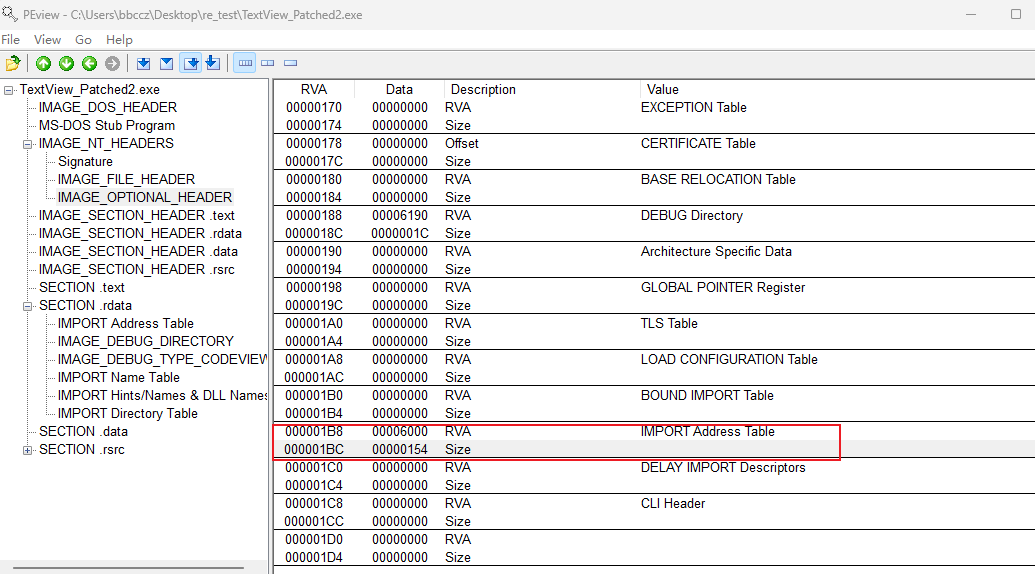 PEview - C:\Users\bbccz\Desktop\re_test\TextView_Patched2.exe
File View Go Help
TextView_Patched2.exe
IMAGE_DOS_HEADER
MS-DOS Stub Program
IMAGE_NT_HEADERS
Signature
IMAGE_FILE_HEADER
IMAGE_OPTIONAL_HEADER
IMAGE_SECTION_HEADER .text
IMAGE_SECTION_HEADER .rdata
IMAGE_SECTION_HEADER .data
IMAGE_SECTION_HEADER .rsrc
SECTION .text
SECTION .rdata
IMPORT Address Table
IMAGE_DEBUG_DIRECTORY
IMAGE_DEBUG_TYPE_CODEVIEW
IMPORT Name Table
IMPORT Hints/Names & DLL Names
IMPORT Directory Table
SECTION .data
SECTION .rsrc
RVA Data Description Value
00000170 00000000 RVA EXCEPTION Table
00000174 00000000 Size
00000178 00000000 Offset CERTIFICATE Table
0000017C 00000000 Size
00000180 00000000 RVA BASE RELOCATION Table
00000184 00000000 Size
00000188 00006190 RVA DEBUG Directory
0000018C 0000001C Size
00000190 00000000 RVA Architecture Specific Data
00000194 00000000 Size
00000198 00000000 RVA GLOBAL POINTER Register
0000019C 00000000 Size
000001A0 00000000 RVA TLS Table
000001A4 00000000 Size
000001A8 00000000 RVA LOAD CONFIGURATION Table
000001AC 00000000 Size
000001B0 00000000 RVA BOUND IMPORT Table
000001B4 00000000 Size
000001B8 00006000 RVA IMPORT Address Table
000001BC 00000154 Size
000001C0 00000000 RVA DELAY IMPORT Descriptors
000001C4 00000000 Size
000001C8 00000000 RVA CLI Header
000001CC 00000000 Size
000001D0 00000000 RVA
000001D4 00000000 Size